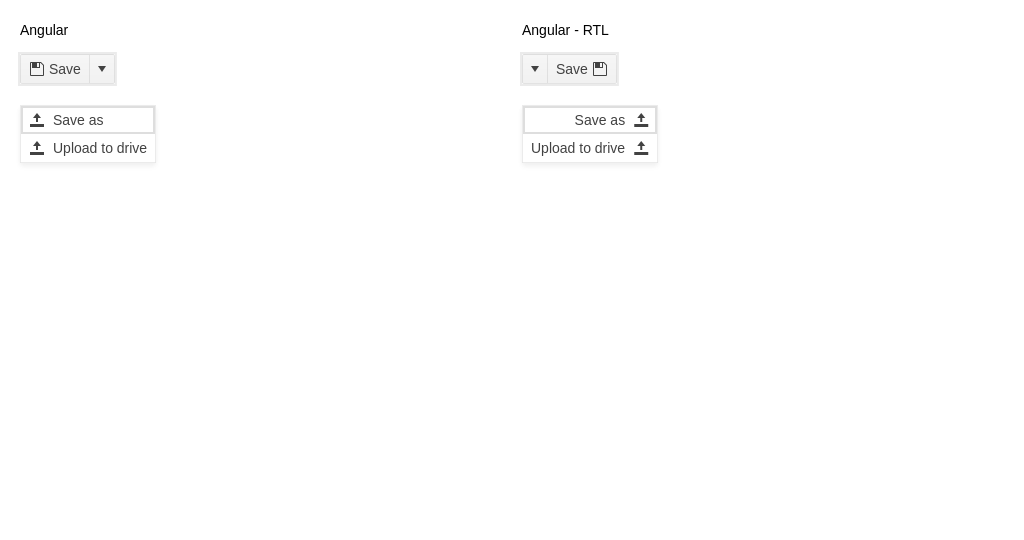 Angular
Save
Save as
Upload to drive
Angular - RTL
Save
Save as
Upload to drive